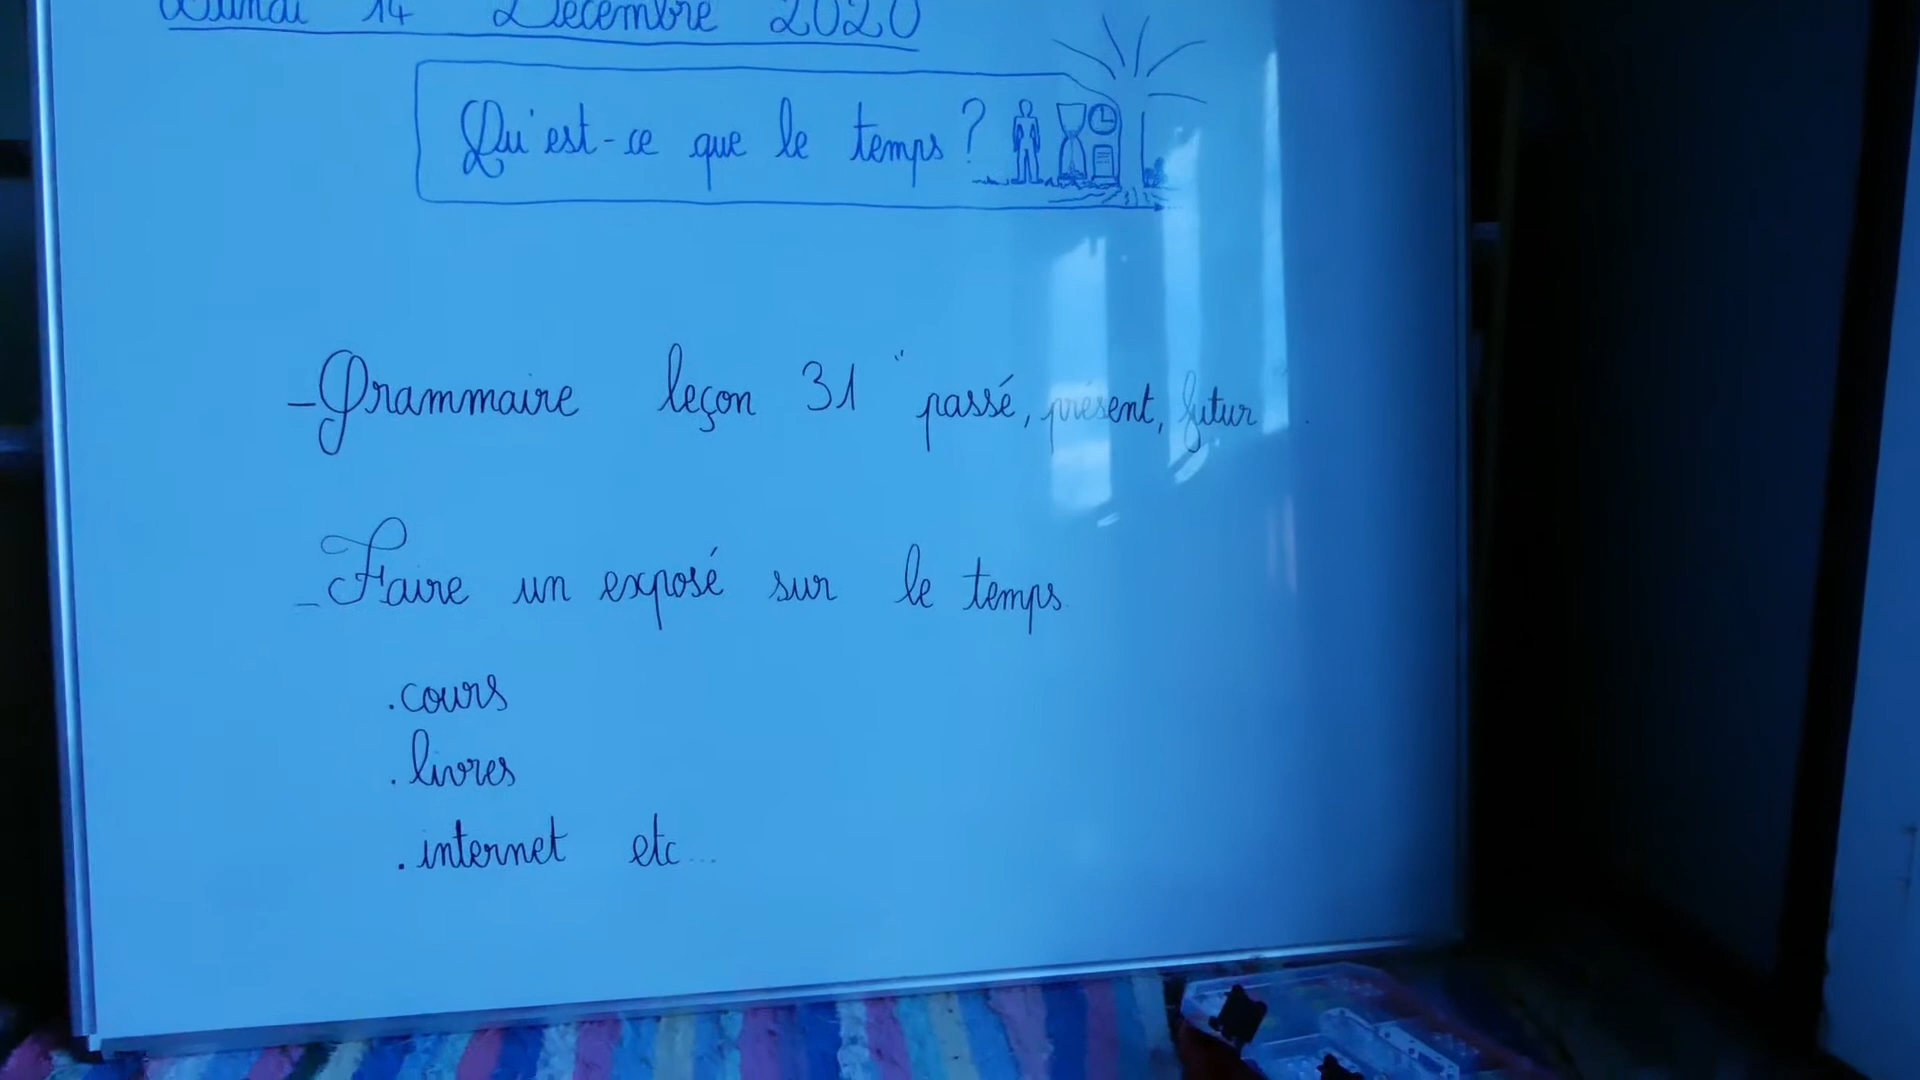 Lundi 14 Décembre 2020
Qu'est-ce que le temps ?
- Grammaire leçon 31 " passé, présent, futur " .
- Faire un exposé sur le temps
. cours
. livres
. internet etc ...